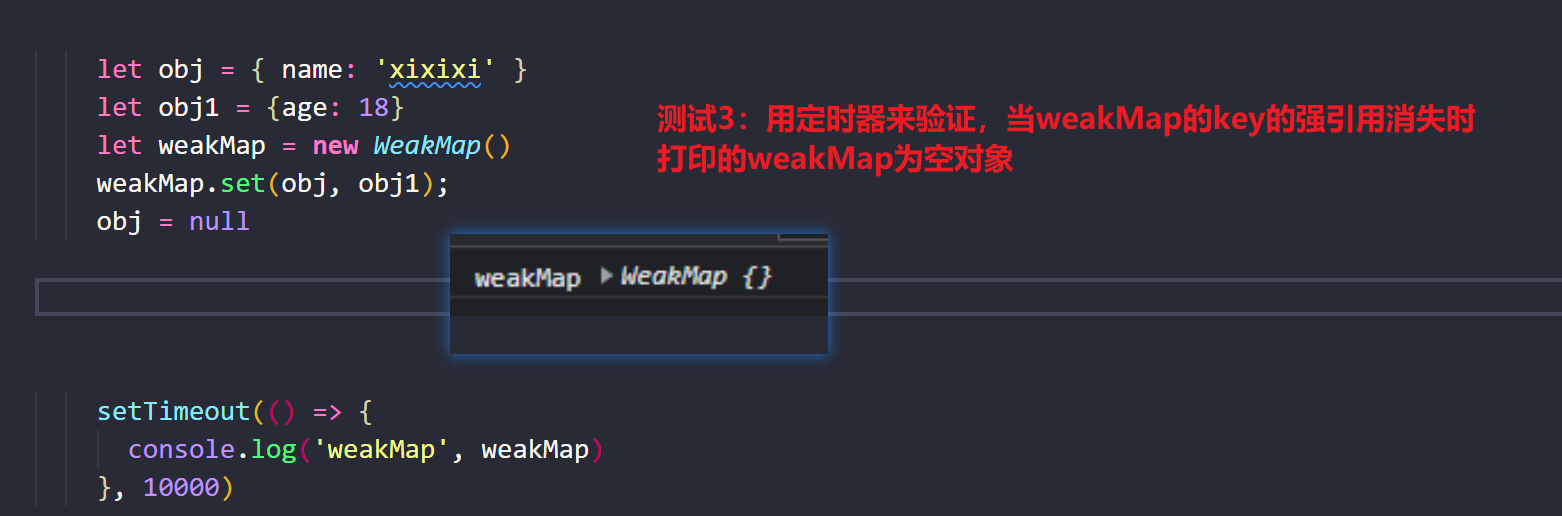 let obj = { name: 'xixixi' }
let obj1 = {age: 18}
let weakMap = new WeakMap()
weakMap.set(obj, obj1);
obj = null
测试3：用定时器来验证，当weakMap的key的强引用消失时
打印的weakMap为空对象
weakMap ▶ WeakMap {}
setTimeout(() => {
console.log('weakMap', weakMap)
}, 10000)